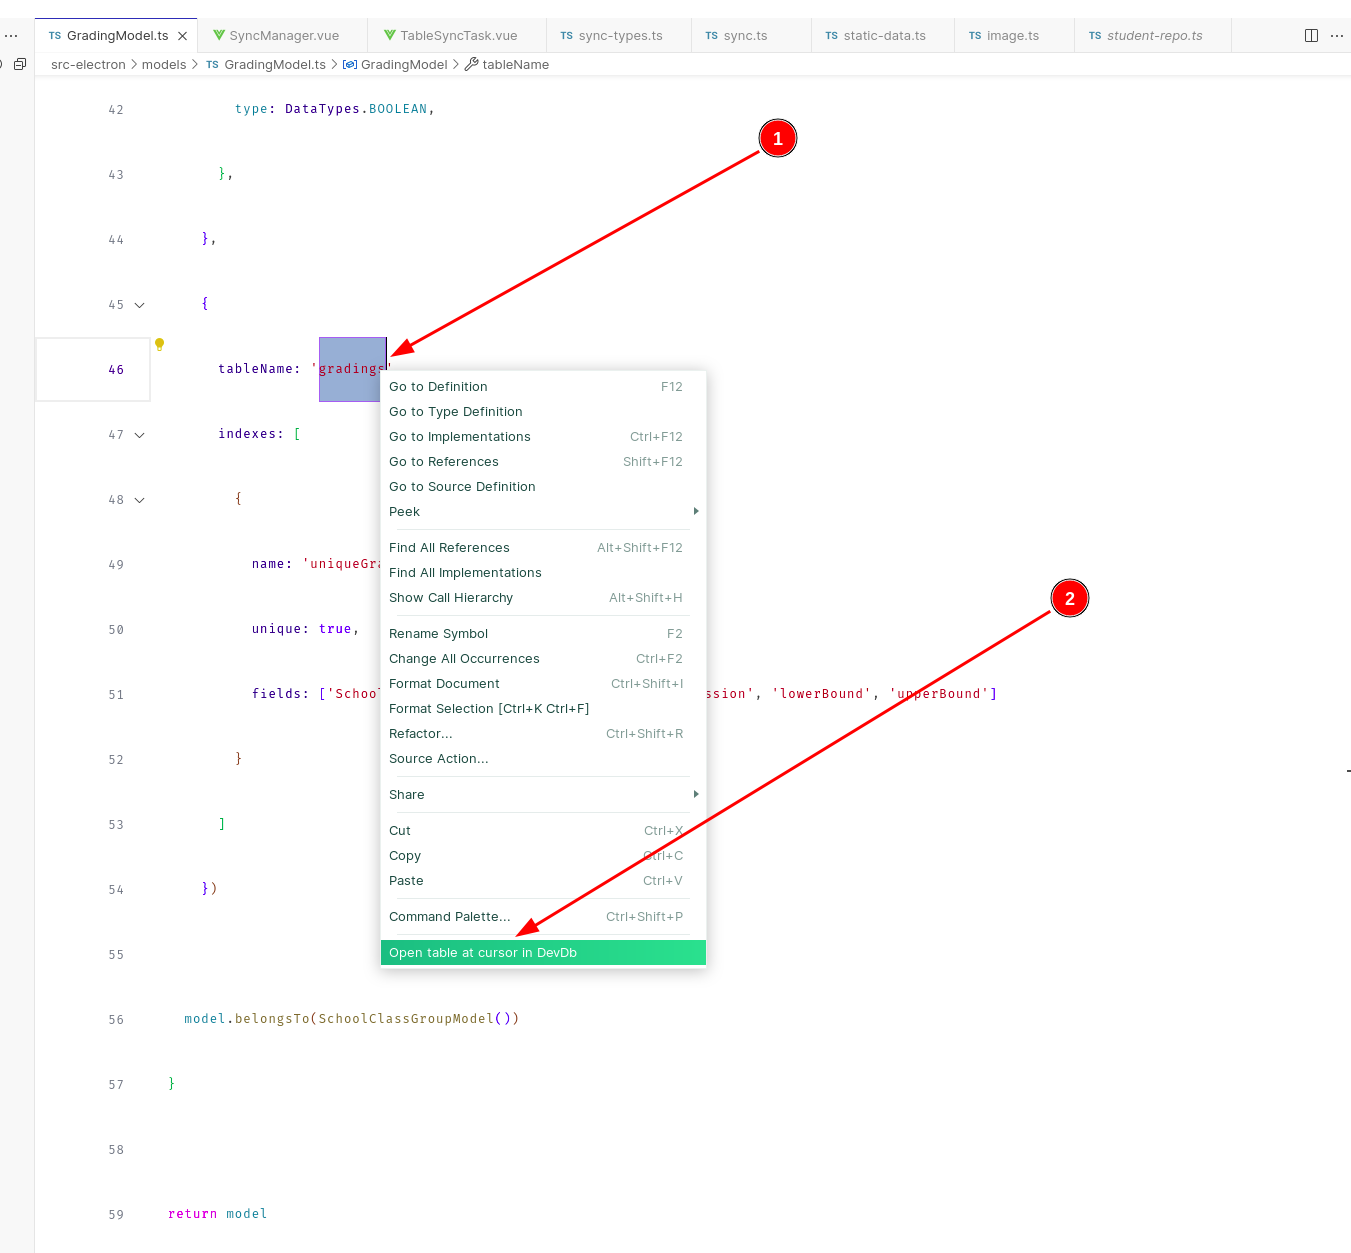 TS GradingModel.ts
SyncManager.vue
TableSyncTask.vue
TS sync-types.ts
TS sync.ts
TS static-data.ts
TS image.ts
TS student-repo.ts
src-electron > models > TS GradingModel.ts > GradingModel > tableName
42 type: DataTypes.BOOLEAN,
1
43 },
44 },
45 {
46 tableName: 'gradings'
47 indexes: [
48 {
49 name: 'uniqueGra
50 unique: true,
51 fields: ['School ssion', 'lowerBound', 'upperBound']
52 }
53 ]
54 })
55
56 model.belongsTo(SchoolClassGroupModel())
57 }
58
59 return model
Go to Definition F12
Go to Type Definition
Go to Implementations Ctrl+F12
Go to References Shift+F12
Go to Source Definition
Peek
Find All References Alt+Shift+F12
Find All Implementations
Show Call Hierarchy Alt+Shift+H
2
Rename Symbol F2
Change All Occurrences Ctrl+F2
Format Document Ctrl+Shift+I
Format Selection [Ctrl+K Ctrl+F]
Refactor... Ctrl+Shift+R
Source Action...
Share
Cut Ctrl+X
Copy Ctrl+C
Paste Ctrl+V
Command Palette... Ctrl+Shift+P
Open table at cursor in DevDb